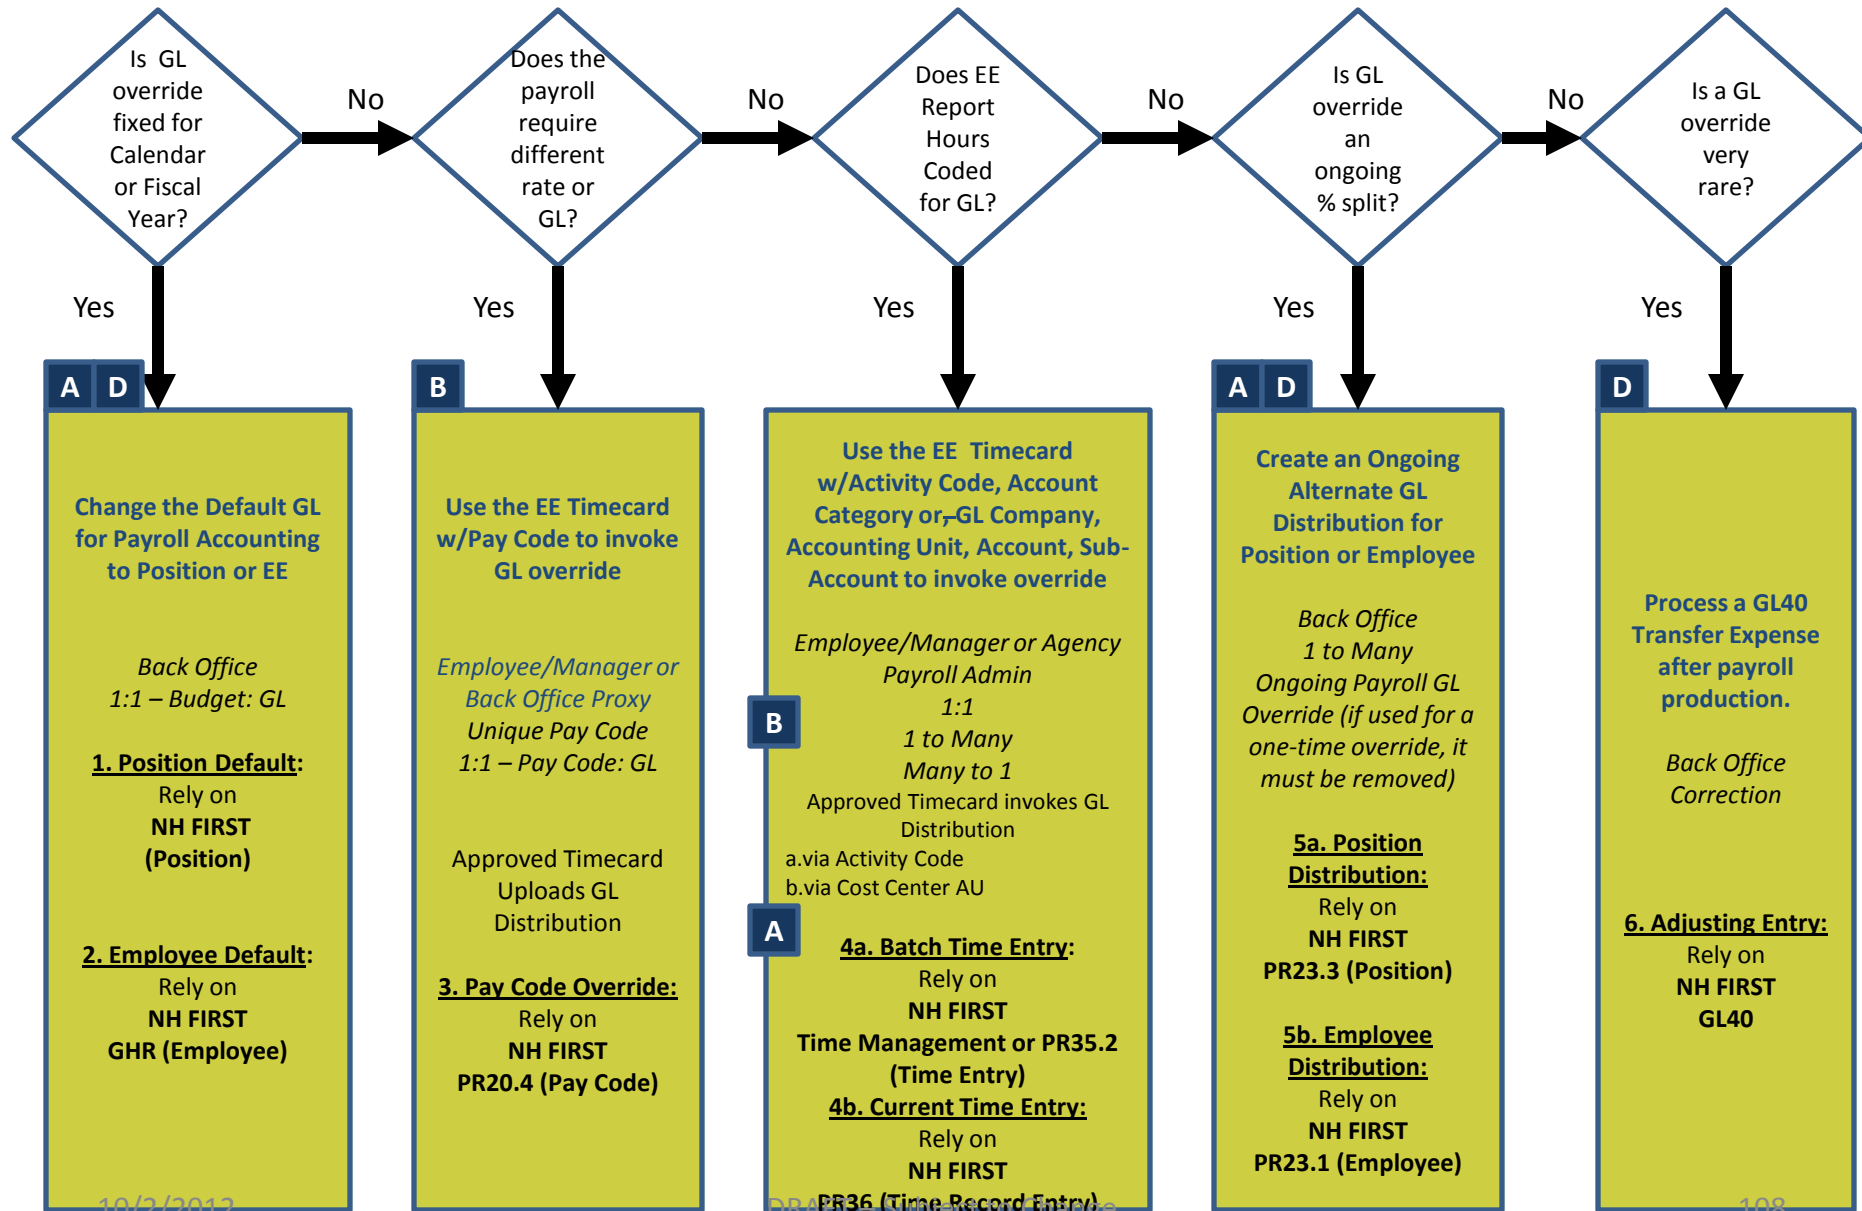 Is GL
override
fixed for
Calendar
or Fiscal
Year?
No
Does the
payroll
require
different
rate or
GL?
No
Does EE
Report
Hours
Coded
for GL?
No
Is GL
override
an
ongoing
% split?
No
Is a GL
override
very
rare?
Yes
Yes
Yes
Yes
Yes
A D
Change the Default GL
for Payroll Accounting
to Position or EE
Back Office
1:1 – Budget: GL
1. Position Default:
Rely on
NH FIRST
(Position)
2. Employee Default:
Rely on
NH FIRST
GHR (Employee)
B
Use the EE Timecard
w/Pay Code to invoke
GL override
Employee/Manager or
Back Office Proxy
Unique Pay Code
1:1 – Pay Code: GL
Approved Timecard
Uploads GL
Distribution
3. Pay Code Override:
Rely on
NH FIRST
PR20.4 (Pay Code)
Use the EE Timecard
w/Activity Code, Account
Category or, GL Company,
Accounting Unit, Account, Sub-
Account to invoke override
Employee/Manager or Agency
Payroll Admin
1:1
B
1 to Many
Many to 1
Approved Timecard invokes GL
Distribution
a.via Activity Code
b.via Cost Center AU
A
4a. Batch Time Entry:
Rely on
NH FIRST
Time Management or PR35.2
(Time Entry)
4b. Current Time Entry:
Rely on
NH FIRST
PR36 (Time Record Entry)
A D
Create an Ongoing
Alternate GL
Distribution for
Position or Employee
Back Office
1 to Many
Ongoing Payroll GL
Override (if used for a
one-time override, it
must be removed)
5a. Position
Distribution:
Rely on
NH FIRST
PR23.3 (Position)
5b. Employee
Distribution:
Rely on
NH FIRST
PR23.1 (Employee)
D
Process a GL40
Transfer Expense
after payroll
production.
Back Office
Correction
6. Adjusting Entry:
Rely on
NH FIRST
GL40
10/2/2012
DRAFT – Subject to Change
108